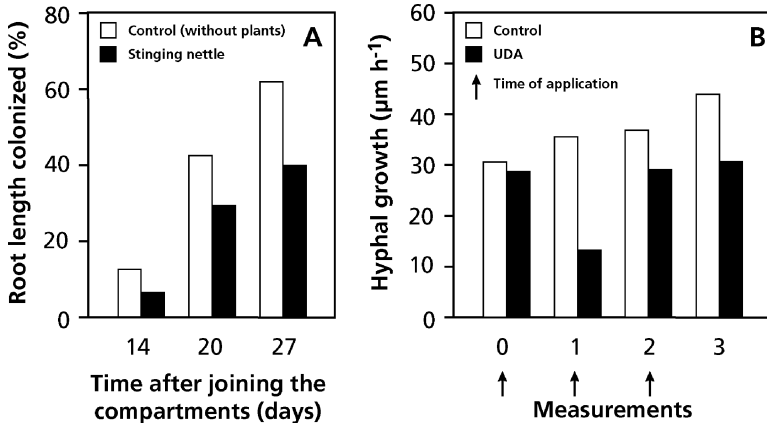 Root length colonized (%)
80
60
40
20
0
Control (without plants)
Stinging nettle
A
14 20 27
Time after joining the
compartments (days)
Hyphal growth (µm h⁻¹)
60
50
40
30
20
10
0
Control
UDA
Time of application
B
0 1 2 3
Measurements